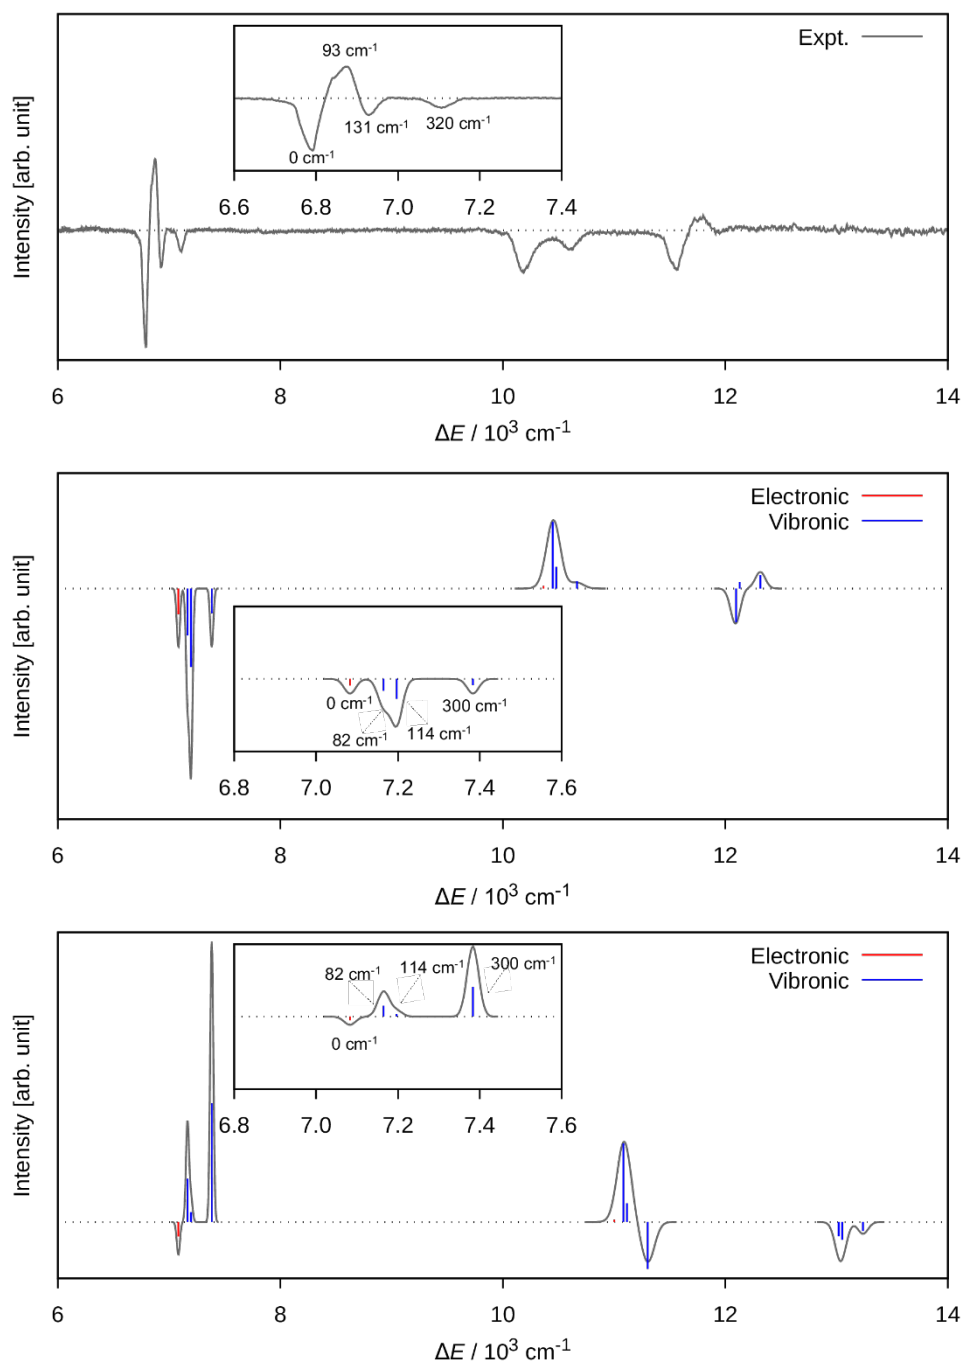 Expt.
Intensity [arb. unit]
93 cm-1
131 cm-1
320 cm-1
0 cm-1
6.6 6.8 7.0 7.2 7.4
6 8 10 12 14
ΔE / 10³ cm-1
Electronic
Vibronic
Intensity [arb. unit]
0 cm-1
300 cm-1
82 cm-1
114 cm-1
6.8 7.0 7.2 7.4 7.6
6 8 10 12 14
ΔE / 10³ cm-1
Electronic
Vibronic
Intensity [arb. unit]
82 cm-1
114 cm-1
300 cm-1
0 cm-1
6.8 7.0 7.2 7.4 7.6
6 8 10 12 14
ΔE / 10³ cm-1